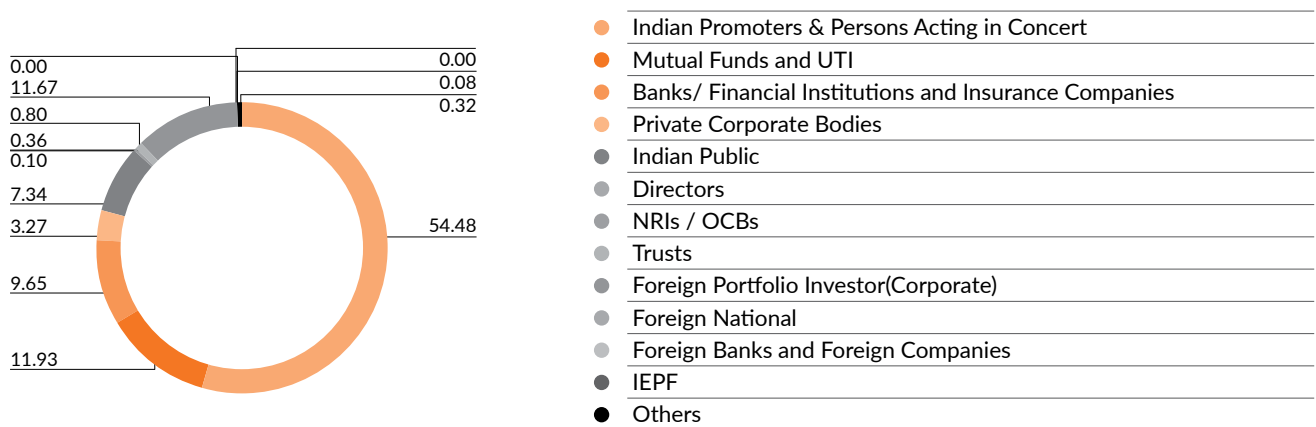 0.00
11.67
0.80
0.36
0.10
7.34
3.27
9.65
11.93
0.00
0.08
0.32
54.48
Indian Promoters & Persons Acting in Concert
Mutual Funds and UTI
Banks/ Financial Institutions and Insurance Companies
Private Corporate Bodies
Indian Public
Directors
NRIs / OCBs
Trusts
Foreign Portfolio Investor(Corporate)
Foreign National
Foreign Banks and Foreign Companies
IEPF
Others